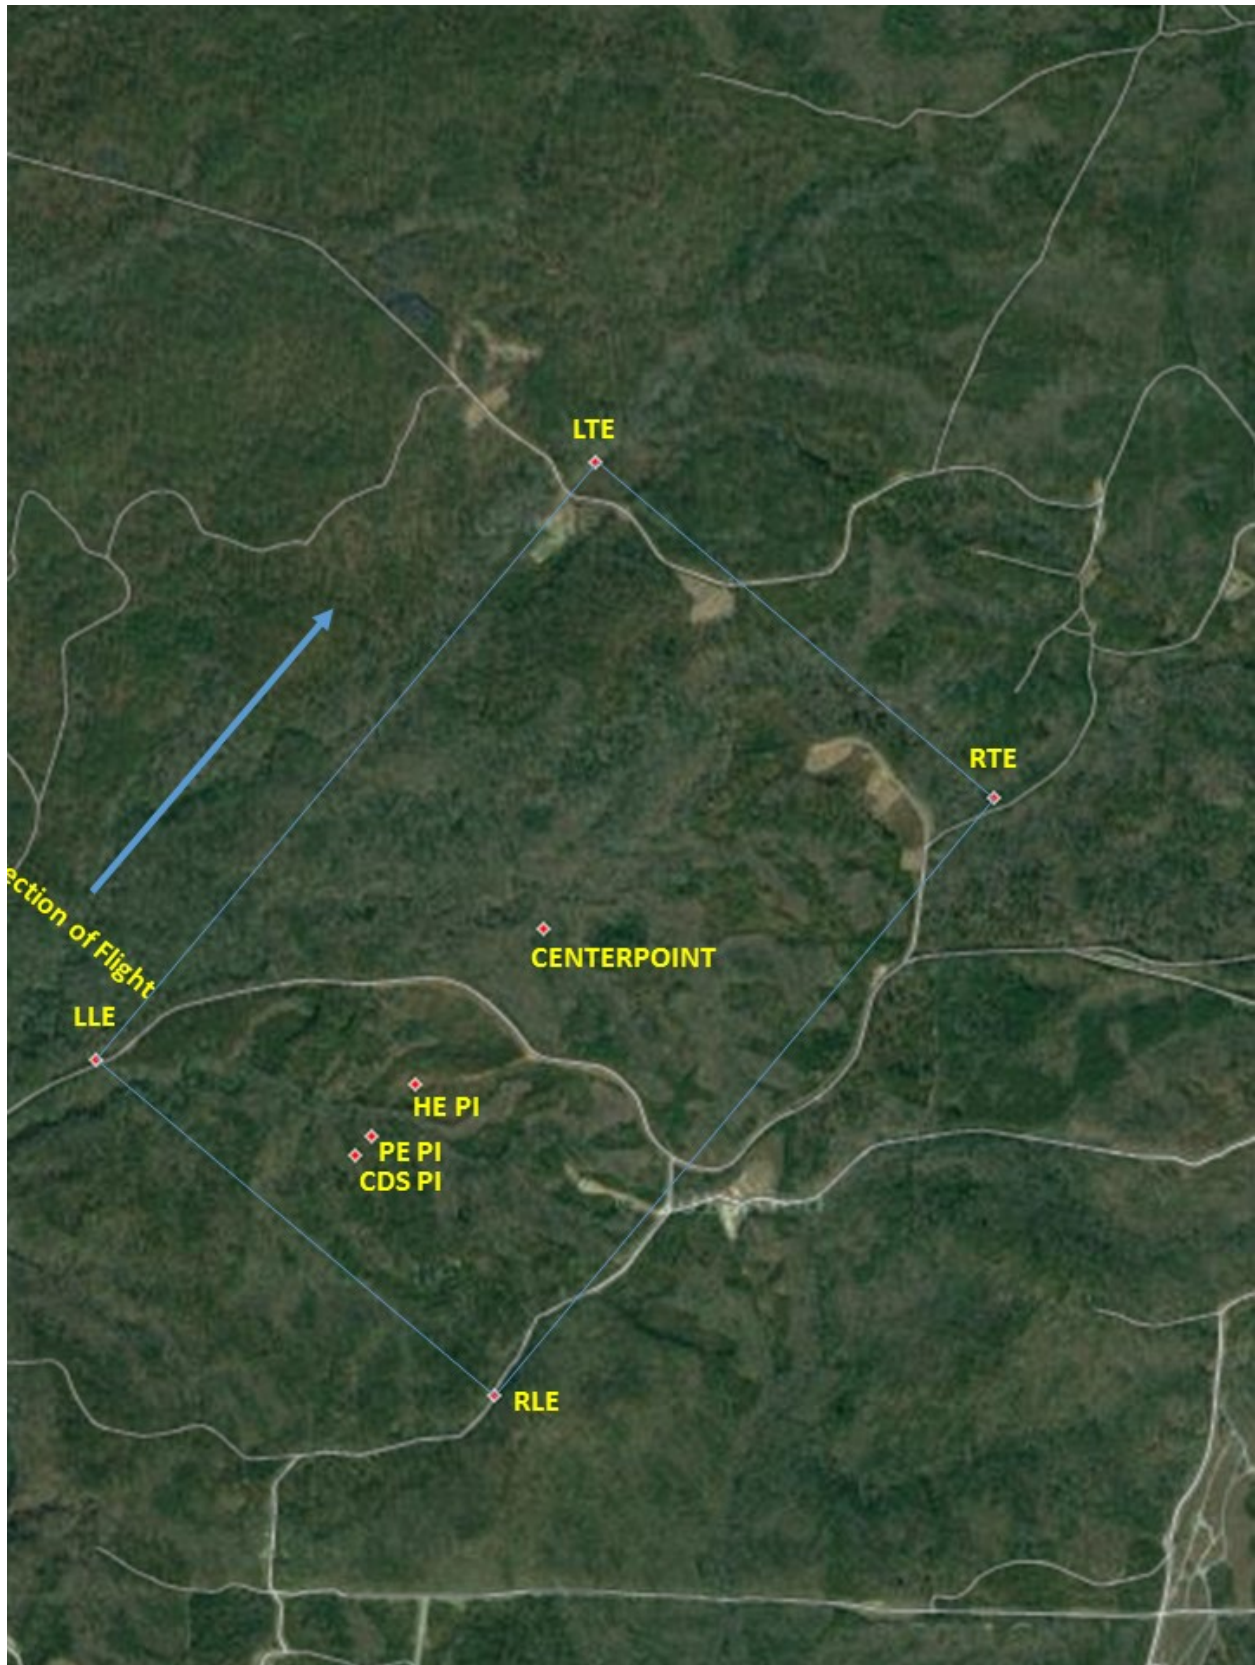 LTE
RTE
ection of Flight
CENTERPOINT
LLE
HE PI
PE PI
CDS PI
RLE